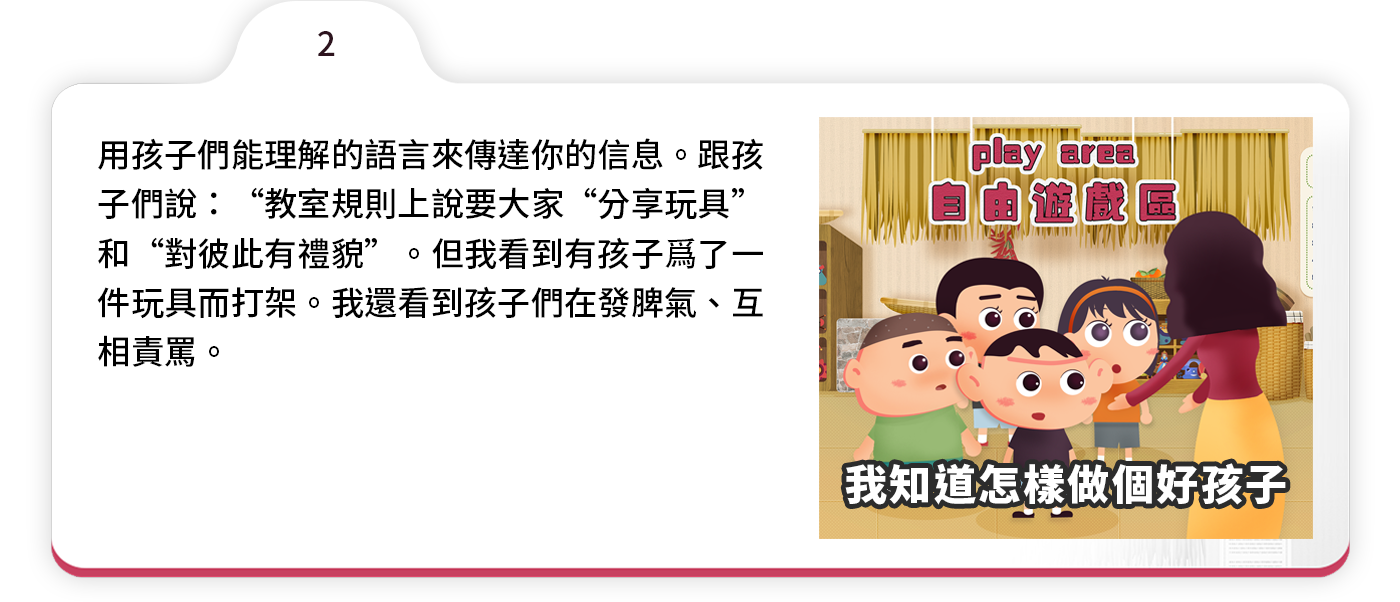 2
用孩子們能理解的語言來傳達你的信息。跟孩
子們說：“教室規則上說要大家“分享玩具”
和“對彼此有禮貌”。但我看到有孩子爲了一
件玩具而打架。我還看到孩子們在發脾氣、互
相責罵。
play area
自由遊戲區
我知道怎樣做個好孩子